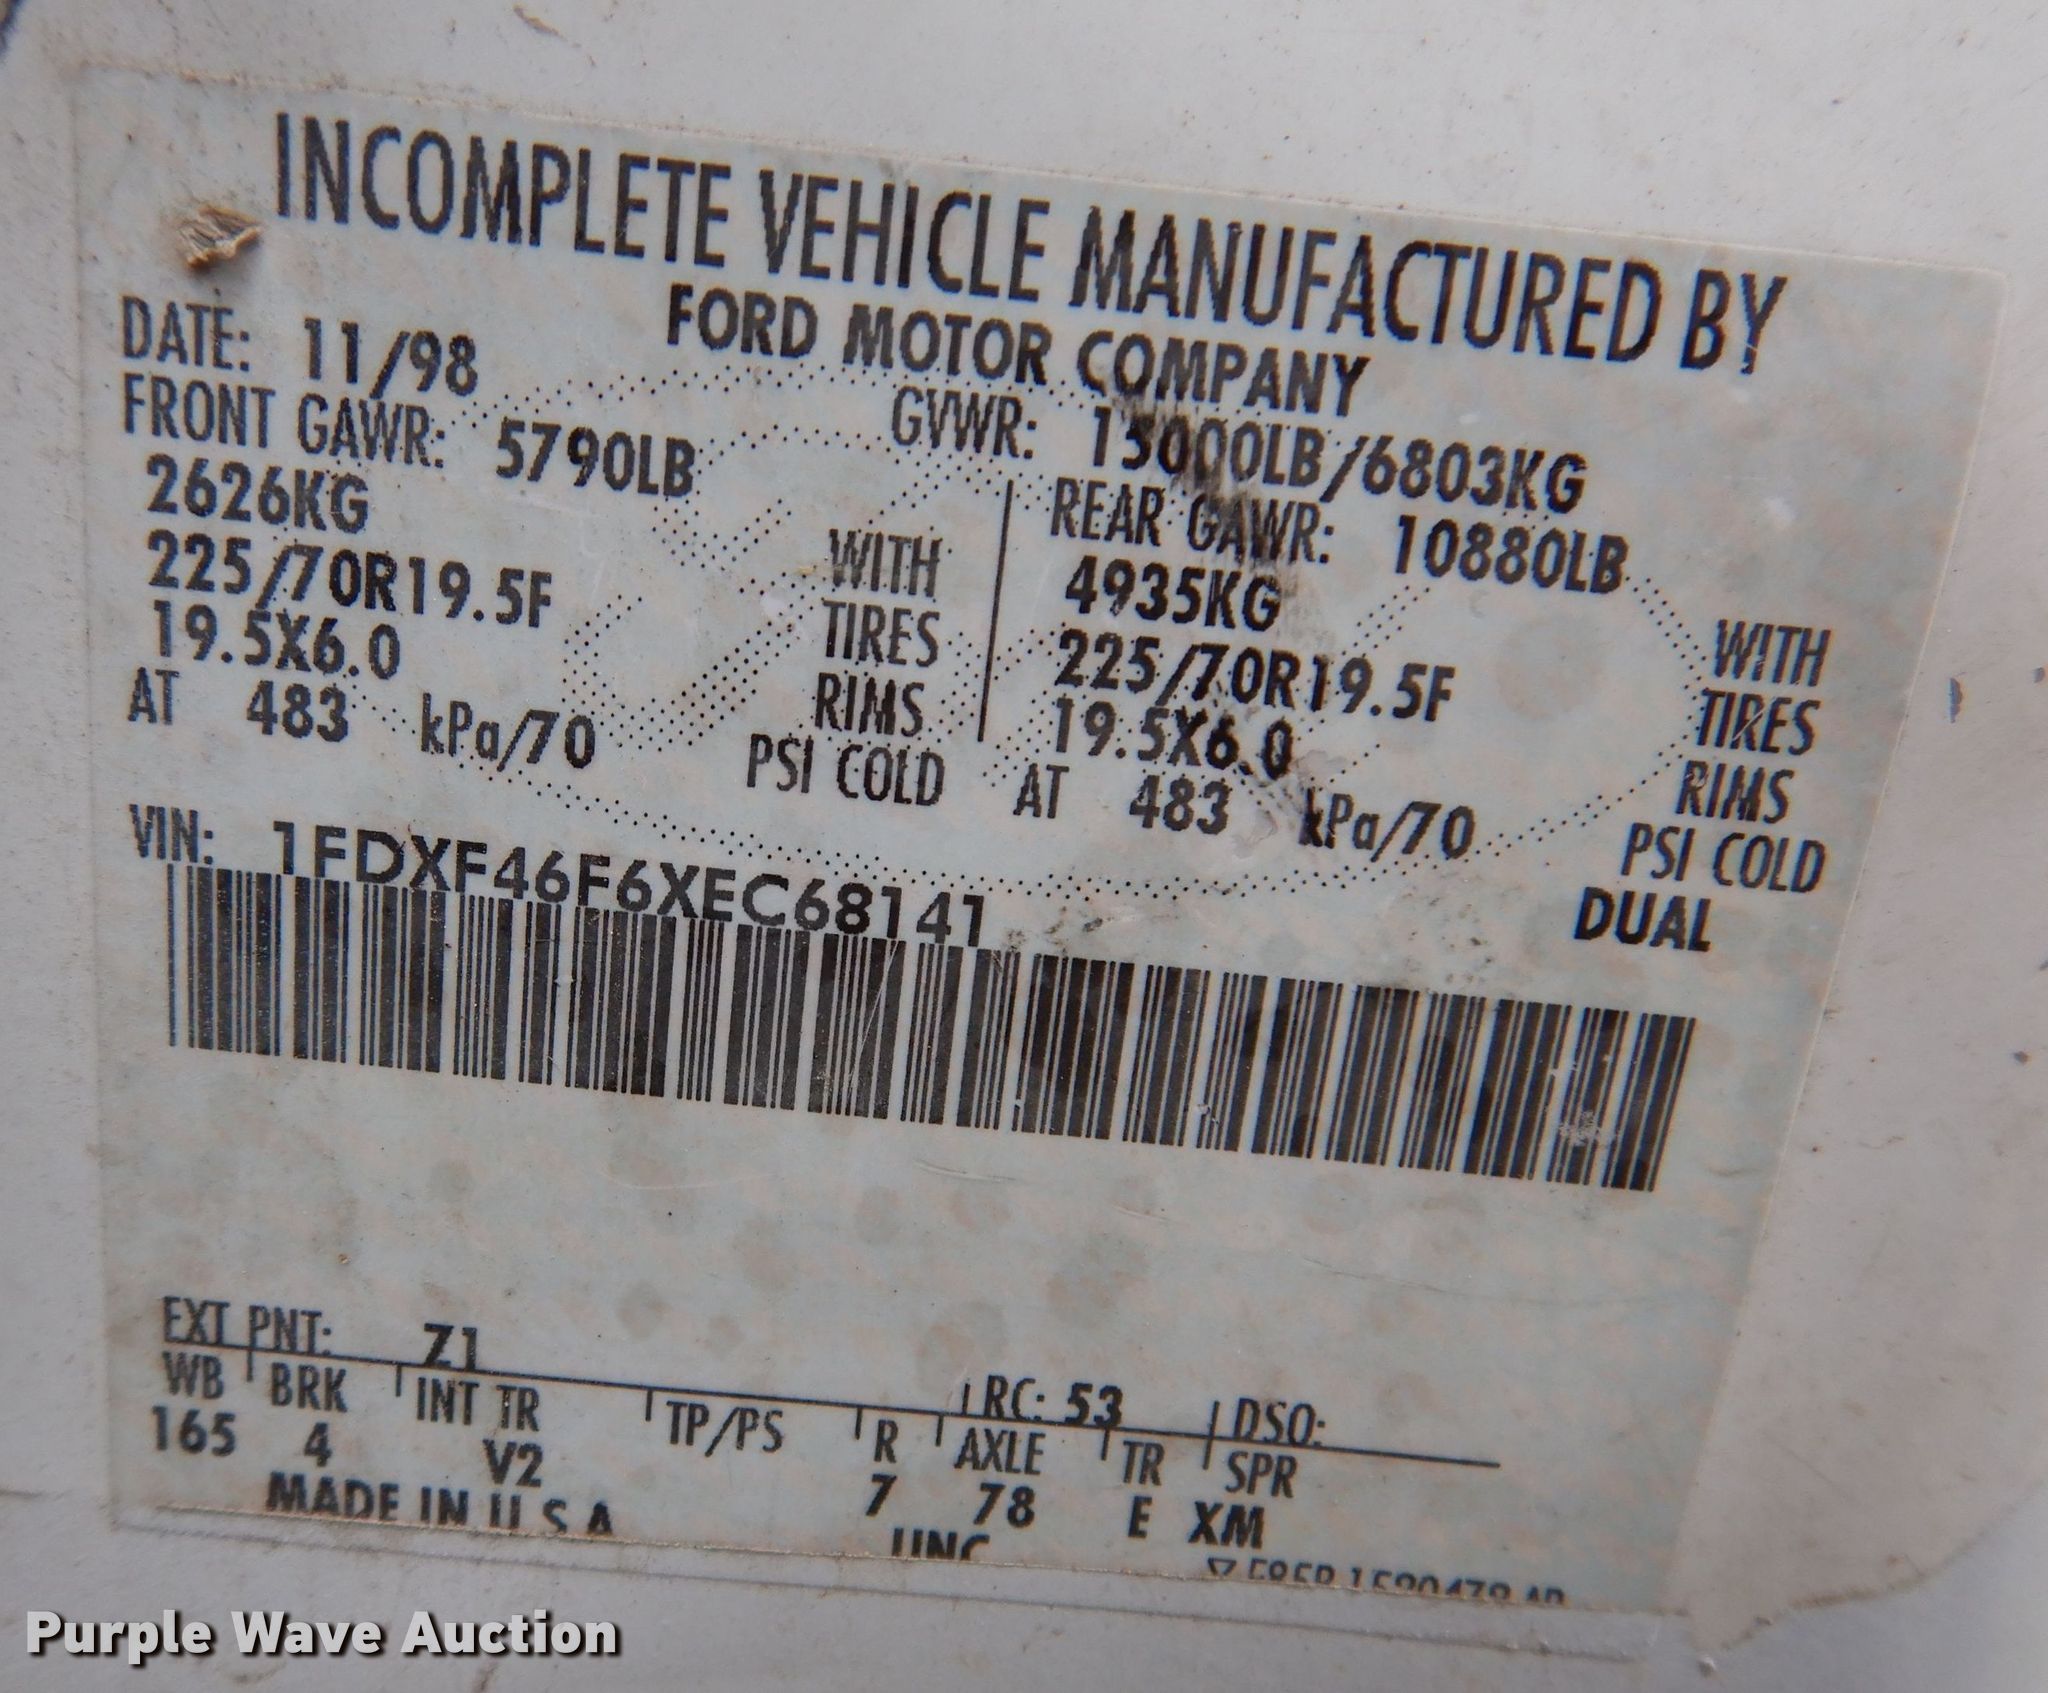 INCOMPLETE VEHICLE MANUFACTURED BY
FORD MOTOR COMPANY
DATE: 11/98
GVWR: 15000LB/6803KG
FRONT GAWR: 5790LB
2626KG
225/70R19.5F WITH TIRES
19.5X6.0 RIMS
AT 483 kPa/70 PSI COLD
REAR GAWR: 10880LB
4935KG
225/70R19.5F WITH TIRES
19.5X6.0 RIMS
AT 483 kPa/70 PSI COLD
DUAL
VIN: 1FDXF46F6XEC68141
EXT PNT: Z1 RC: 53 DSO:
WB BRK INT TR TP/PS R AXLE TR SPR
165 4 V2 7 78 E XM
MADE IN U.S.A
UNC
Purple Wave Auction